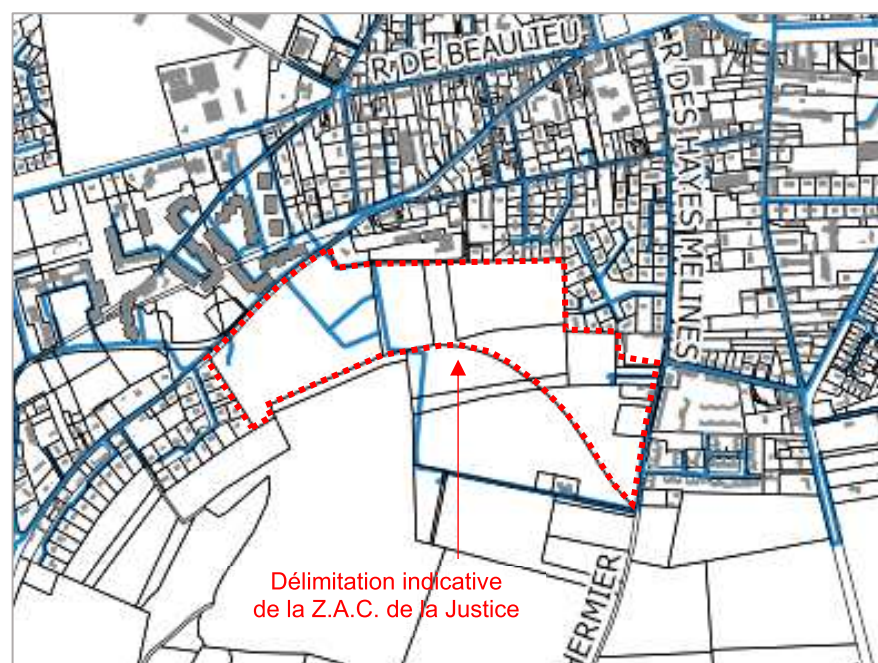 R DE BEAULIEU
R DES HAYES MELINES
Délimitation indicative
de la Z.A.C. de la Justice
HERMIER